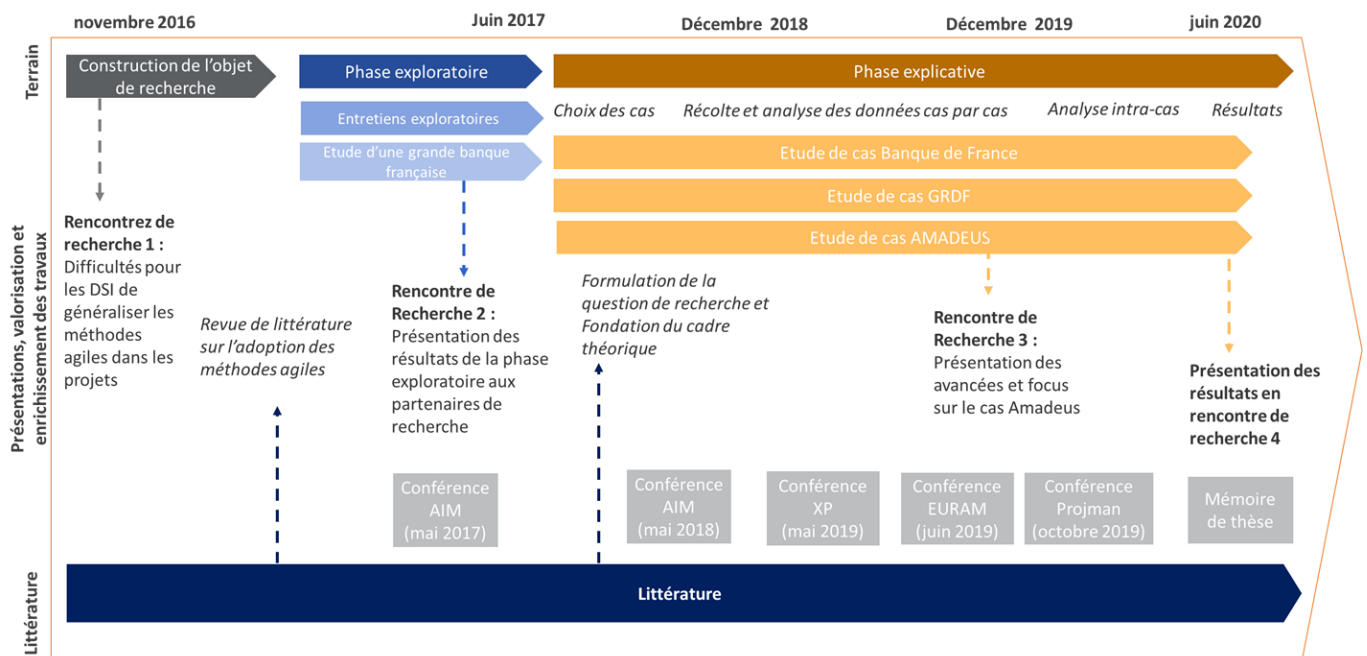 novembre 2016
Juin 2017
Décembre 2018
Décembre 2019
juin 2020
Terrain
Construction de l'objet
de recherche
Phase exploratoire
Phase explicative
Entretiens exploratoires
Choix des cas
Récolte et analyse des données cas par cas
Analyse intra-cas
Résultats
Etude d'une grande banque
française
Etude de cas Banque de France
Etude de cas GRDF
Etude de cas AMADEUS
Présentations, valorisation et
enrichissement des travaux
Rencontrez de
recherche 1 :
Difficultés pour
les DSI de
généraliser les
méthodes
agiles dans les
projets
Revue de littérature
sur l'adoption des
méthodes agiles
Rencontre de
Recherche 2 :
Présentation des
résultats de la phase
exploratoire aux
partenaires de
recherche
Formulation de la
question de recherche et
Fondation du cadre
théorique
Rencontre de
Recherche 3 :
Présentation des
avancées et focus
sur le cas Amadeus
Présentation des
résultats en
rencontre de
recherche 4
Conférence
AIM
(mai 2017)
Conférence
AIM
(mai 2018)
Conférence
XP
(mai 2019)
Conférence
EURAM
(juin 2019)
Conférence
Projman
(octobre 2019)
Mémoire
de thèse
Littérature
Littérature